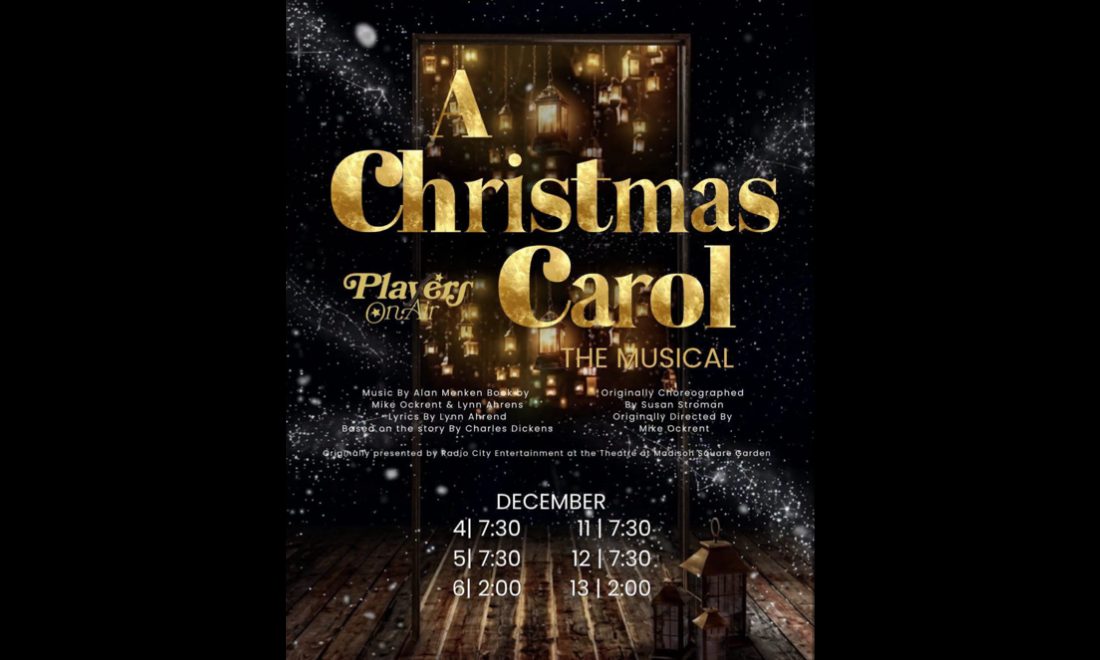 A
Christmas
Carol
Players
On Air
THE MUSICAL
Music By Alan Menken Book by
Mike Ockrent & Lynn Ahrens
Lyrics By Lynn Ahrend
Based on the story By Charles Dickens
Originally Choreographed
By Susan Stroman
Originally Directed By
Mike Ockrent
Originally presented by Radio City Entertainment at the Theatre at Madison Square Garden
DECEMBER
4| 7:30
5| 7:30
6| 2:00
11 | 7:30
12 | 7:30
13 | 2:00